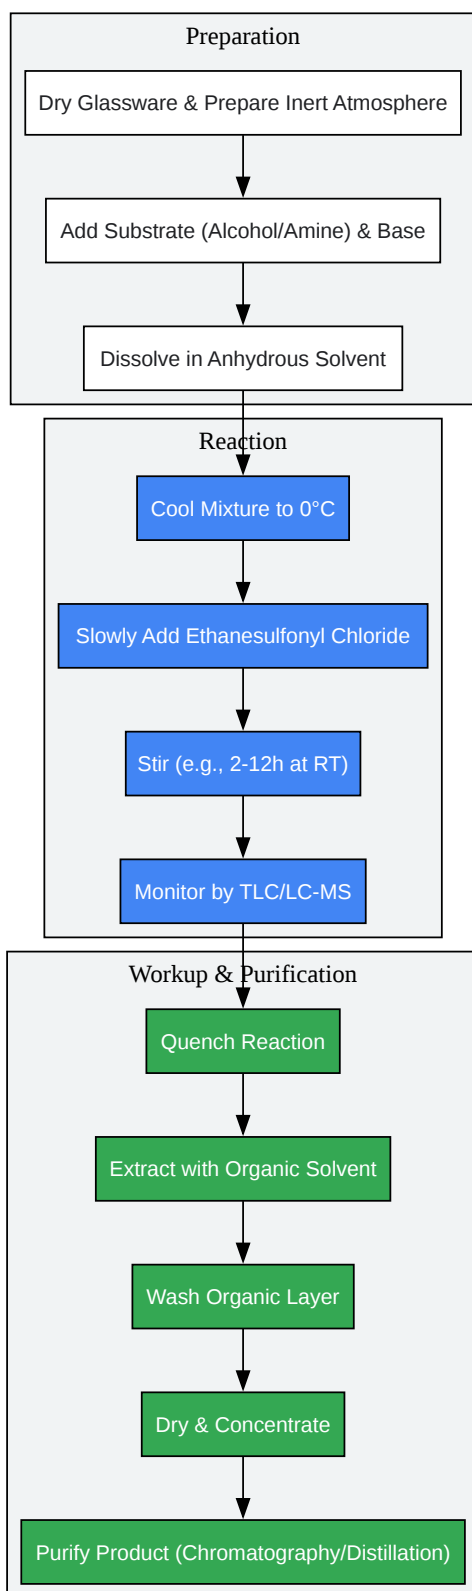 Preparation
Dry Glassware & Prepare Inert Atmosphere
Add Substrate (Alcohol/Amine) & Base
Dissolve in Anhydrous Solvent
Reaction
Cool Mixture to 0°C
Slowly Add Ethanesulfonyl Chloride
Stir (e.g., 2-12h at RT)
Monitor by TLC/LC-MS
Workup & Purification
Quench Reaction
Extract with Organic Solvent
Wash Organic Layer
Dry & Concentrate
Purify Product (Chromatography/Distillation)